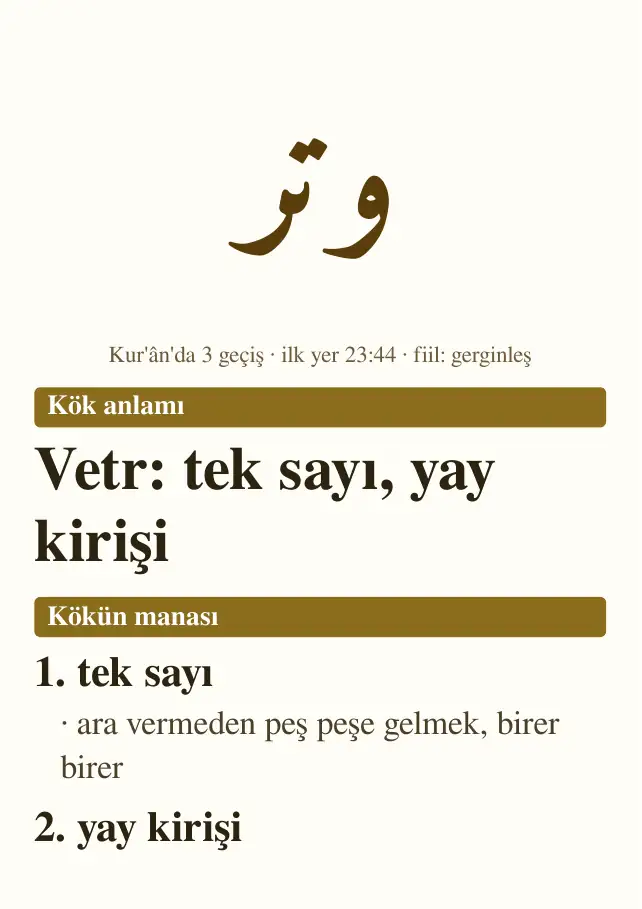 و تر
Kur'ân'da 3 geçiş · ilk yer 23:44 · fiil: gerginleş
Kök anlamı
Vetr: tek sayı, yay
kirişi
Kökün manası
1. tek sayı
· ara vermeden peş peşe gelmek, birer
birer
2. yay kirişi